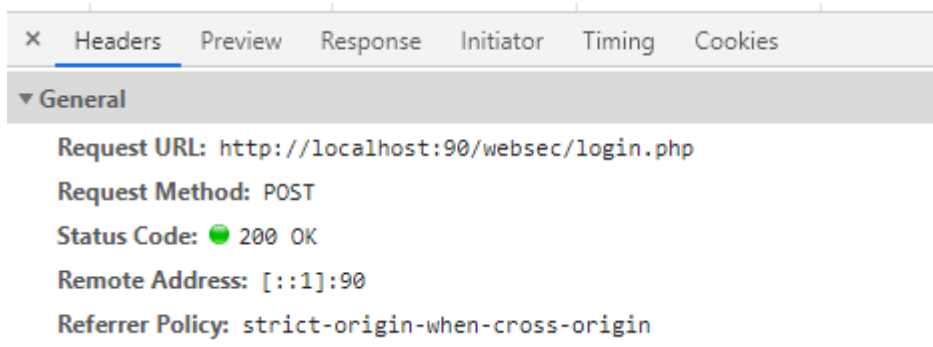 × Headers Preview Response Initiator Timing Cookies
▼ General
Request URL: http://localhost:90/websec/login.php
Request Method: POST
Status Code: 200 OK
Remote Address: [::1]:90
Referrer Policy: strict-origin-when-cross-origin